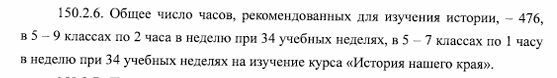 150.2.6. Общее число часов, рекомендованных для изучения истории, – 476,
в 5 – 9 классах по 2 часа в неделю при 34 учебных неделях, в 5 – 7 классах по 1 часу
в неделю при 34 учебных неделях на изучение курса «История нашего края».